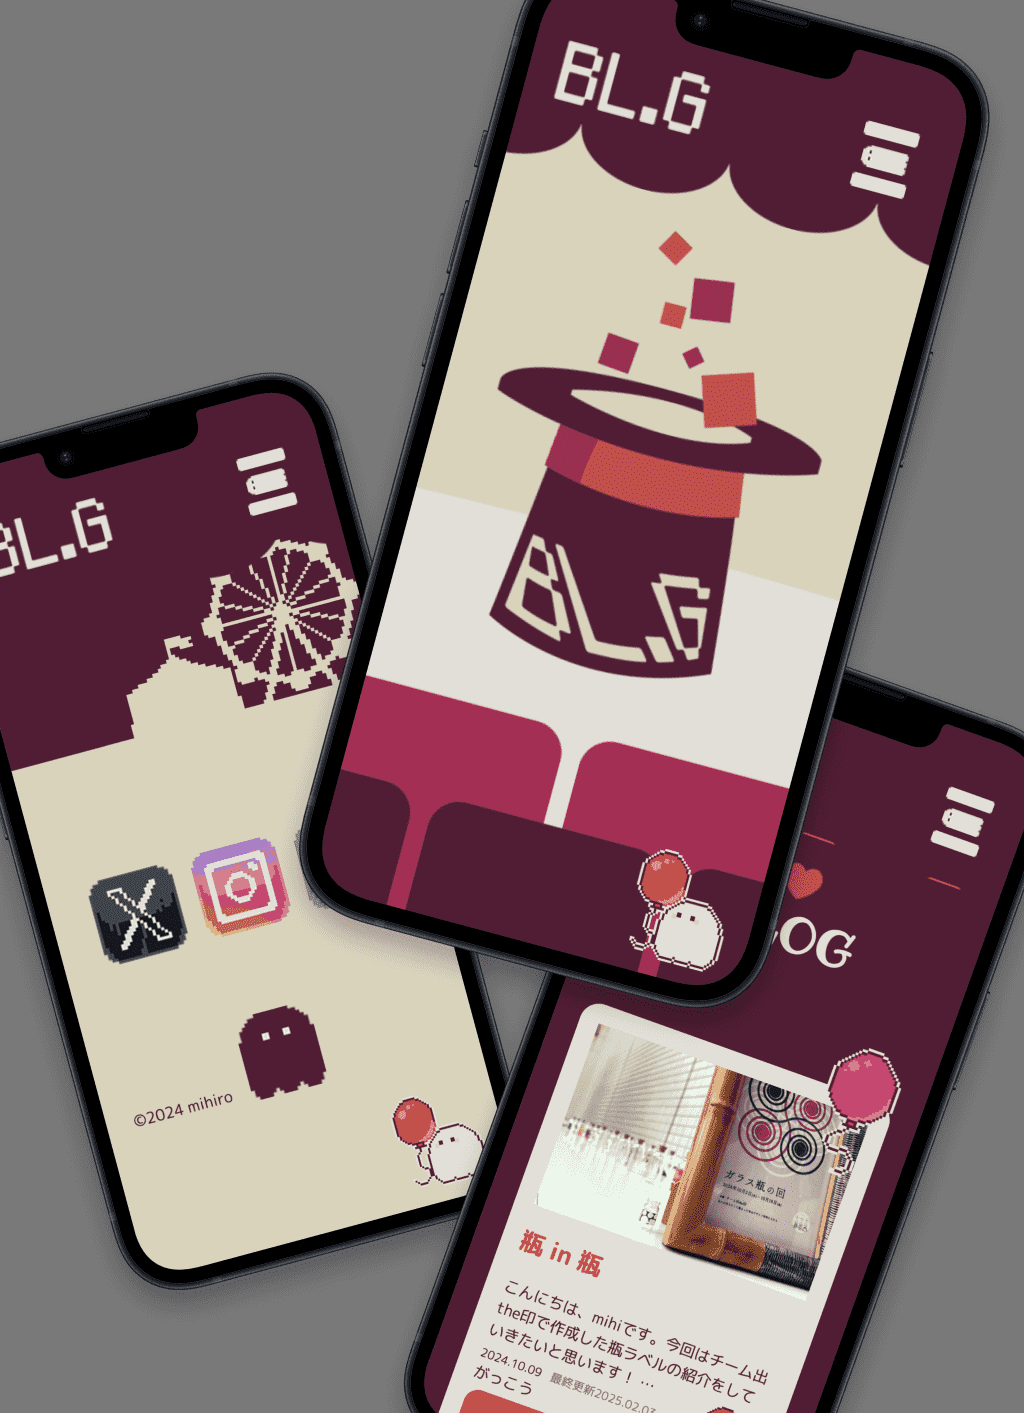 BL.G
BL.G
BL.G
©2024 mihiro
OG
ガラス瓶の回
瓶 in 瓶
こんにちは、mihiです。今回はチーム出
the印で作成した瓶ラベルの紹介をして
いきたいと思います！ …
2024.10.09 最終更新2025.02.03
がっこう